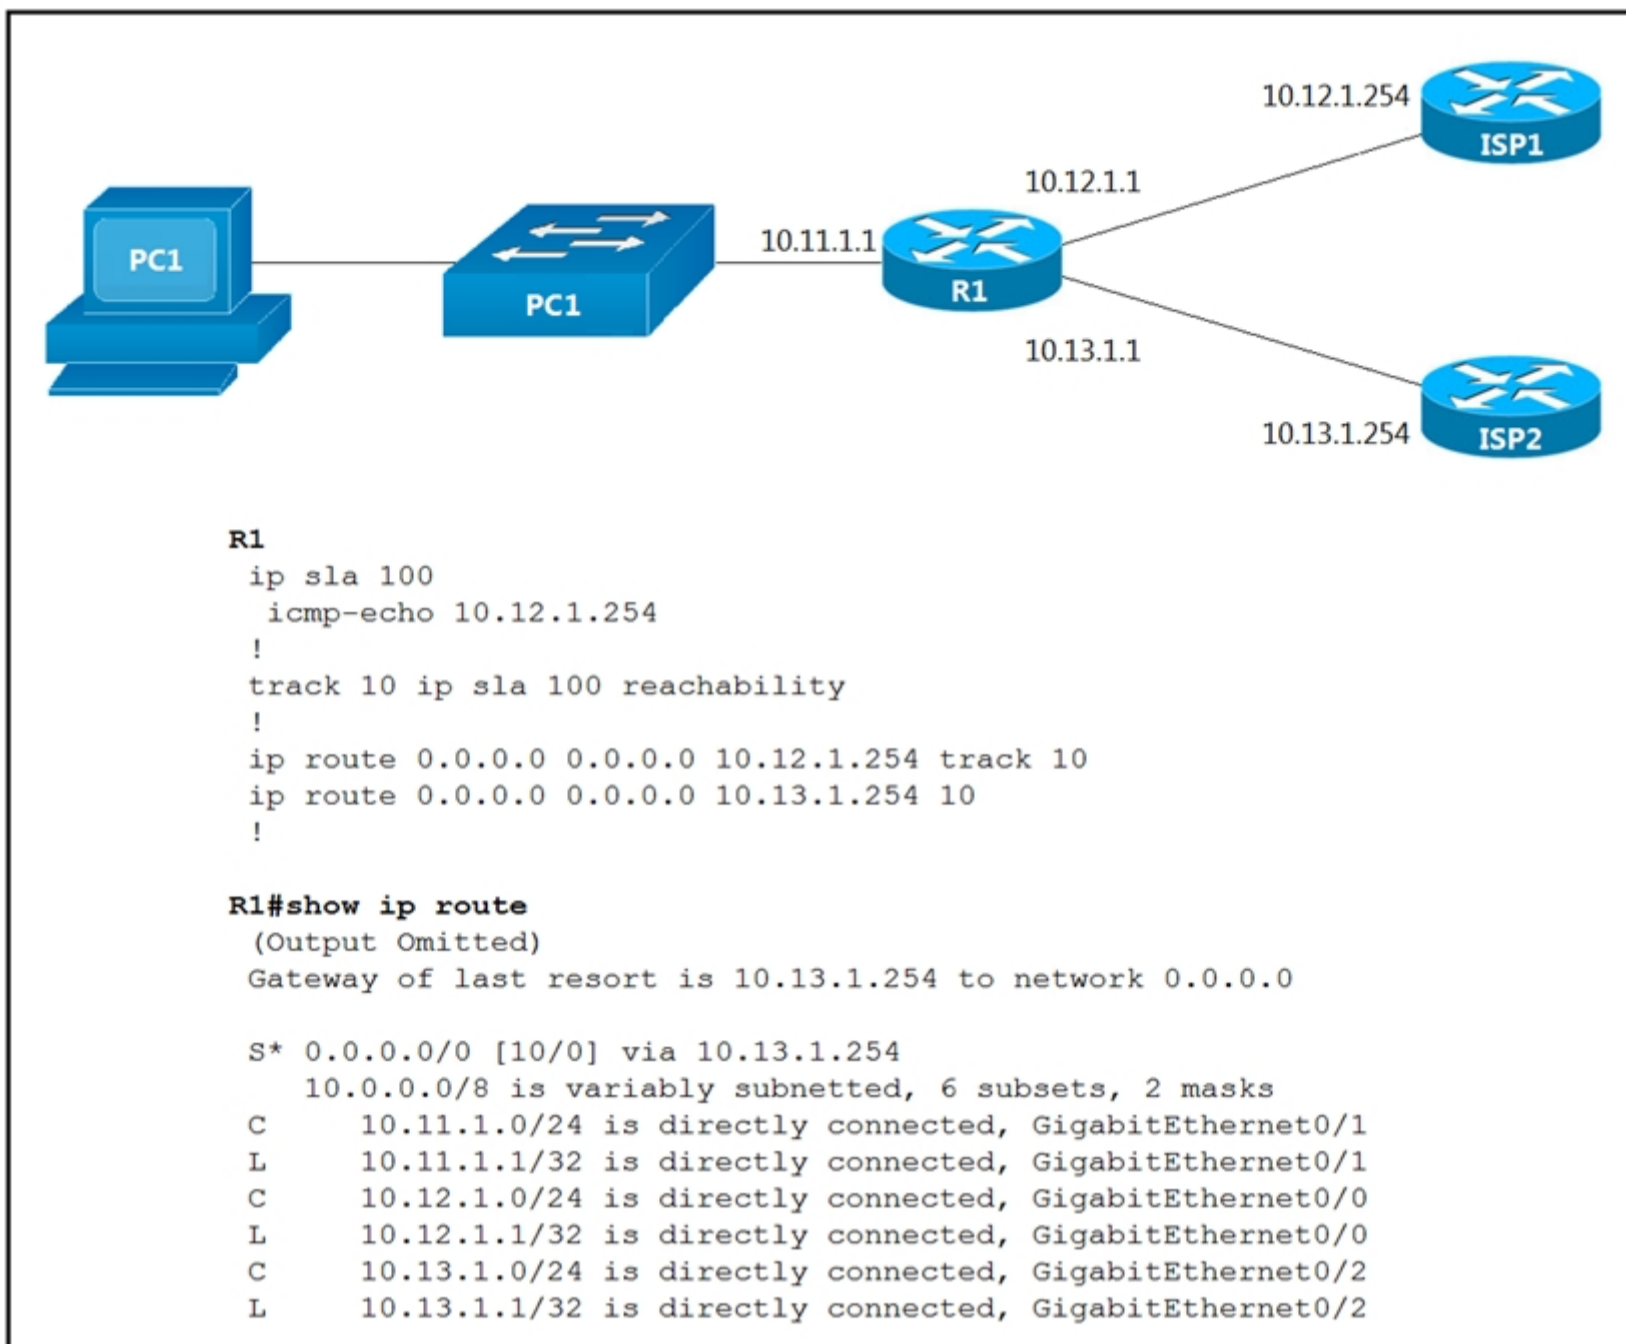 10.12.1.254
ISP1
10.12.1.1
PC1
PC1
10.11.1.1
R1
10.13.1.1
10.13.1.254
ISP2
R1
ip sla 100
icmp-echo 10.12.1.254
!
track 10 ip sla 100 reachability
!
ip route 0.0.0.0 0.0.0.0 10.12.1.254 track 10
ip route 0.0.0.0 0.0.0.0 10.13.1.254 10
!
R1#show ip route
(Output Omitted)
Gateway of last resort is 10.13.1.254 to network 0.0.0.0
S* 0.0.0.0/0 [10/0] via 10.13.1.254
10.0.0.0/8 is variably subnetted, 6 subsets, 2 masks
C 10.11.1.0/24 is directly connected, GigabitEthernet0/1
L 10.11.1.1/32 is directly connected, GigabitEthernet0/1
C 10.12.1.0/24 is directly connected, GigabitEthernet0/0
L 10.12.1.1/32 is directly connected, GigabitEthernet0/0
C 10.13.1.0/24 is directly connected, GigabitEthernet0/2
L 10.13.1.1/32 is directly connected, GigabitEthernet0/2